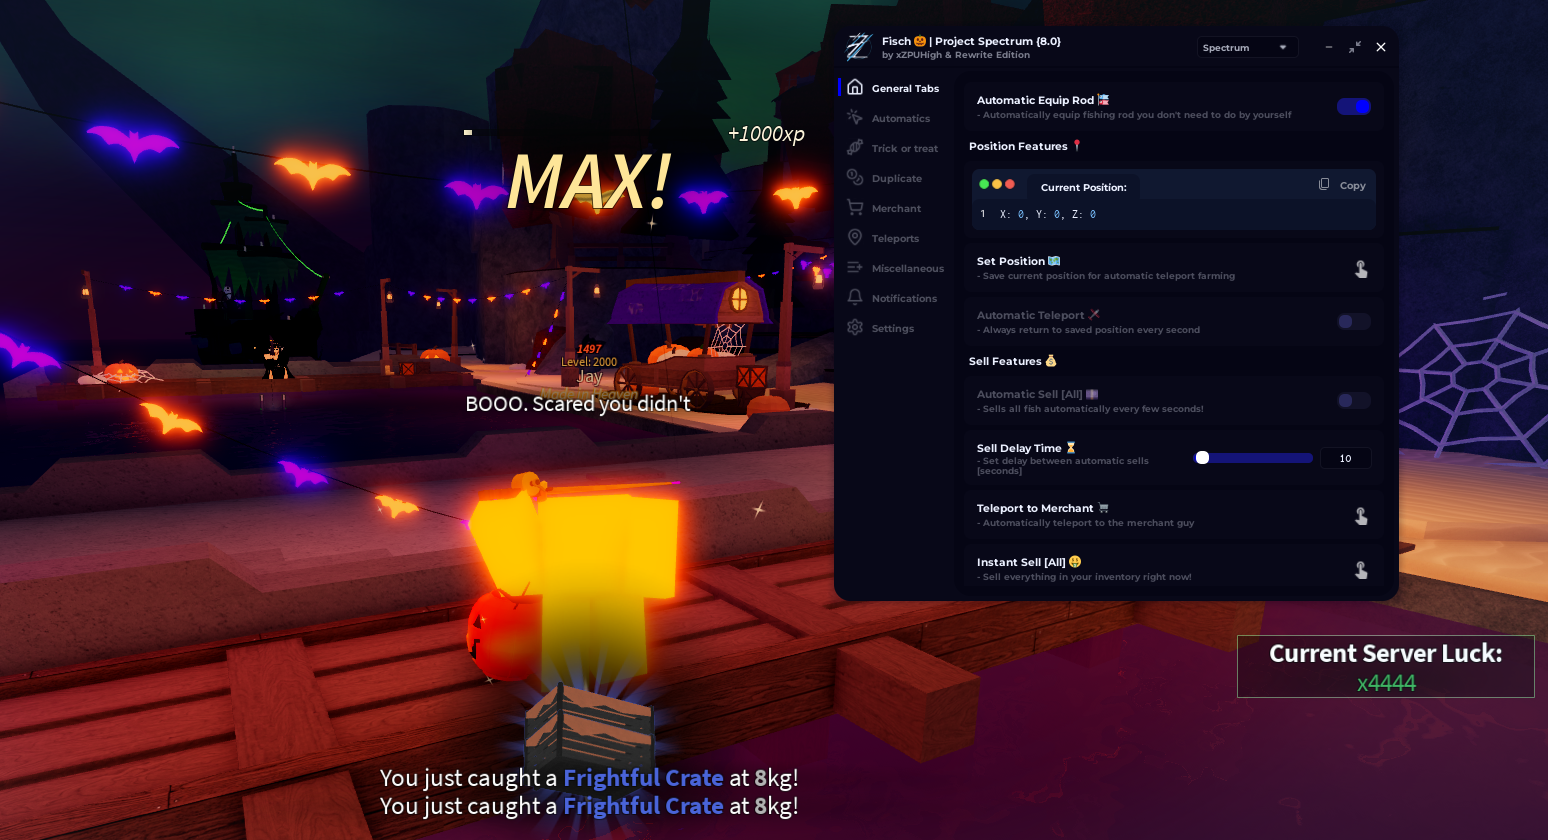 +1000xp
MAX!
1497
Level: 2000
Jay
BOOO. Scared you didn't
You just caught a Frightful Crate at 8kg!
You just caught a Frightful Crate at 8kg!
Fisch 🎃 | Project Spectrum {8.0}
by xZPUHigh & Rewrite Edition
Spectrum
General Tabs
Automatics
Trick or treat
Duplicate
Merchant
Teleports
Miscellaneous
Notifications
Settings
Automatic Equip Rod 🎏
- Automatically equip fishing rod you don't need to do by yourself
Position Features 📍
Current Position:
Copy
1 X: 0, Y: 0, Z: 0
Set Position 🗺️
- Save current position for automatic teleport farming
Automatic Teleport
- Always return to saved position every second
Sell Features 💰
Automatic Sell [All]
- Sells all fish automatically every few seconds!
Sell Delay Time ⏳
- Set delay between automatic sells
[seconds]
10
Teleport to Merchant 🛒
- Automatically teleport to the merchant guy
Instant Sell [All] 🤑
- Sell everything in your inventory right now!
Current Server Luck:
x4444